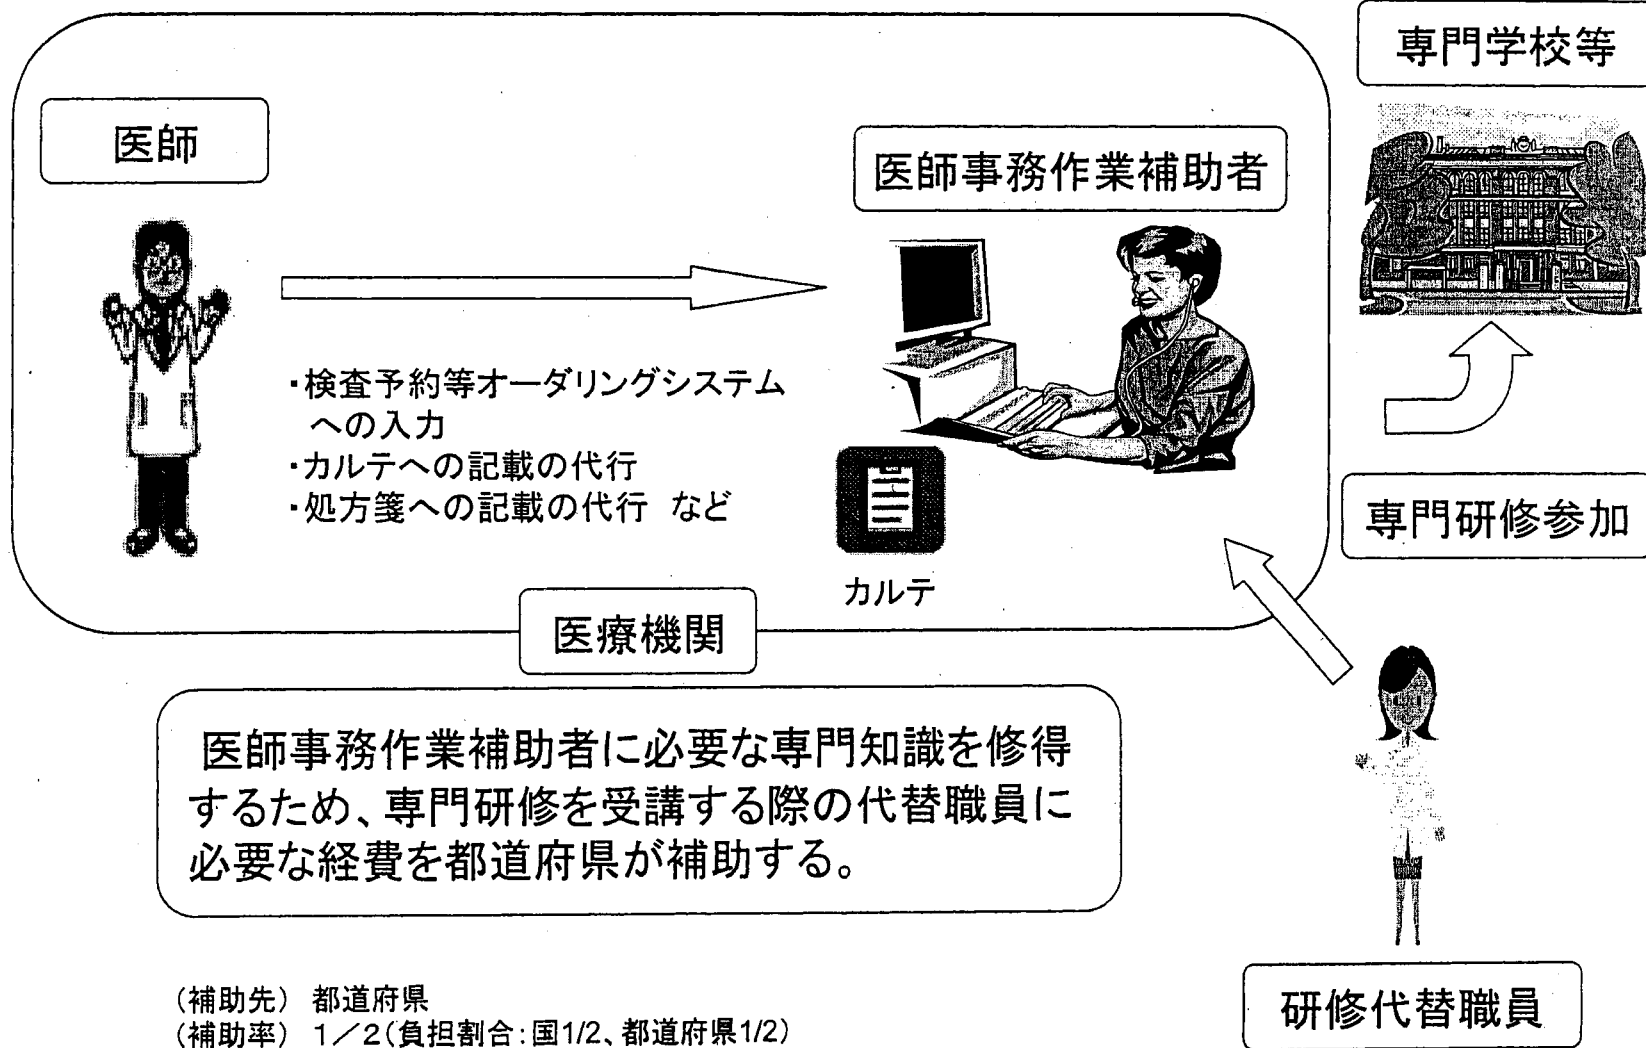 専門学校等
医師
医師事務作業補助者
・検査予約等オーダリングシステム
への入力
・カルテへの記載の代行
・処方箋への記載の代行 など
カルテ
専門研修参加
医療機関
医師事務作業補助者に必要な専門知識を修得
するため、専門研修を受講する際の代替職員に
必要な経費を都道府県が補助する。
研修代替職員
（補助先） 都道府県
（補助率） 1／2（負担割合：国1/2、都道府県1/2）